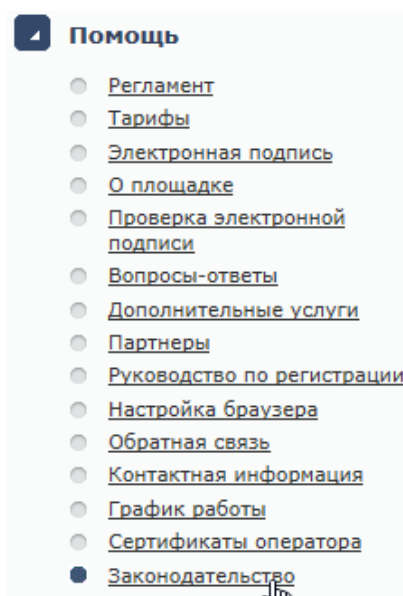 Помощь
Регламент
Тарифы
Электронная подпись
О площадке
Проверка электронной
подписи
Вопросы-ответы
Дополнительные услуги
Партнеры
Руководство по регистрации
Настройка браузера
Обратная связь
Контактная информация
График работы
Сертификаты оператора
Законодательство